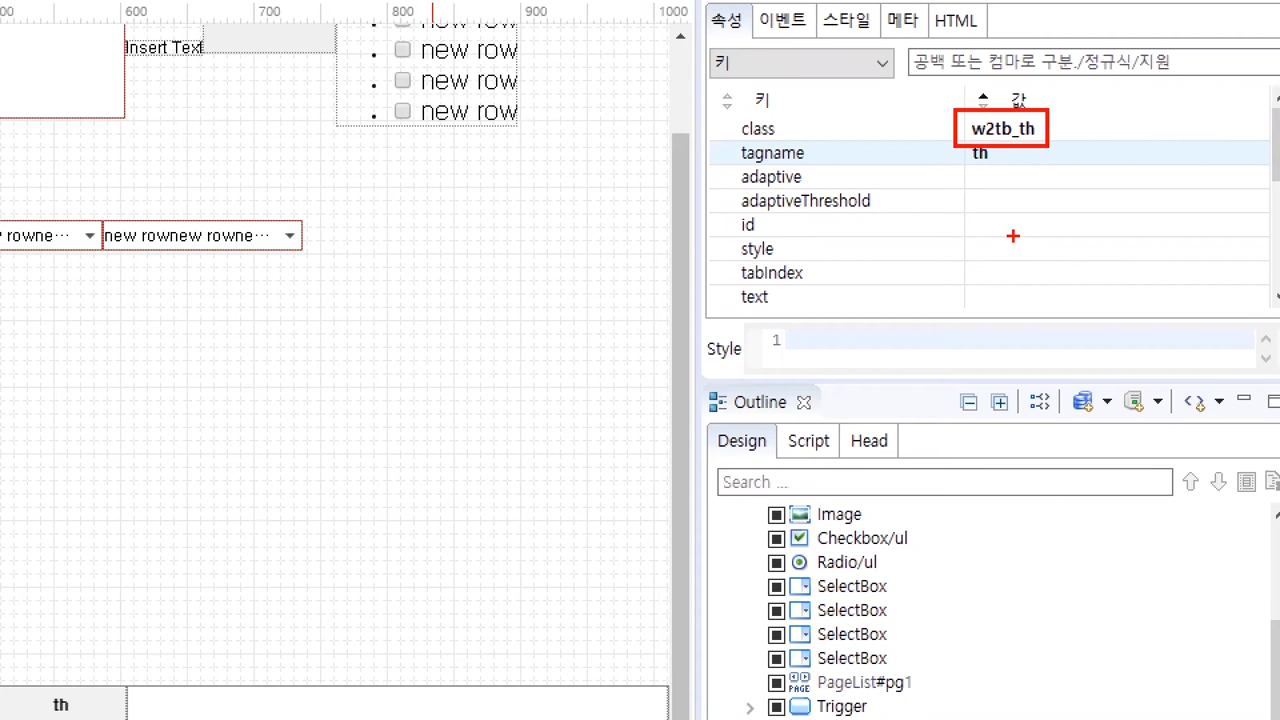 600 700 800 900 1000
Insert Text
new row
new row
new row
new row
rowne…
new rownew rowne…
th
속성 이벤트 스타일 메타 HTML
키
공백 또는 컴마로 구분./정규식/지원
키 값
class w2tb_th
tagname th
adaptive
adaptiveThreshold
id
style
tabIndex
text
Style 1
Outline
Design Script Head
Search ...
Image
Checkbox/ul
Radio/ul
SelectBox
SelectBox
SelectBox
SelectBox
PAGE PageList#pg1
Trigger